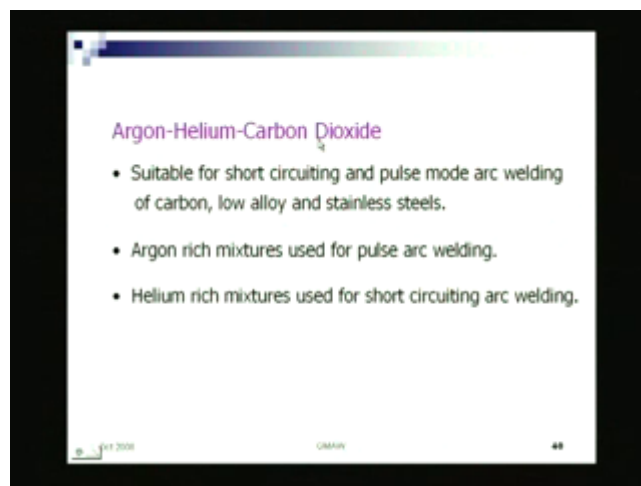 Argon-Helium-Carbon Dioxide
• Suitable for short circuiting and pulse mode arc welding
of carbon, low alloy and stainless steels.
• Argon rich mixtures used for pulse arc welding.
• Helium rich mixtures used for short circuiting arc welding.
GMAW